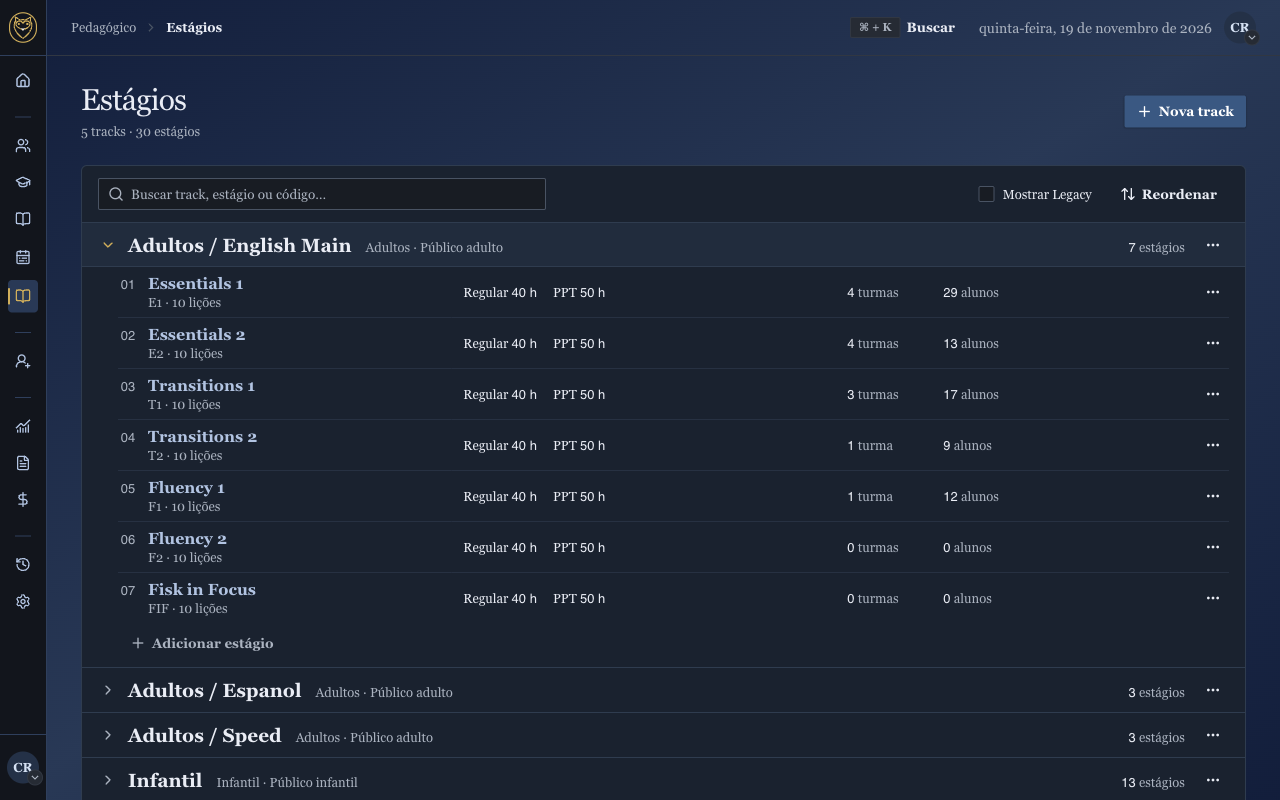 Pedagógico > Estágios
⌘ + K Buscar quinta-feira, 19 de novembro de 2026 CR
Estágios
5 tracks · 30 estágios
+ Nova track
Buscar track, estágio ou código...
Mostrar Legacy Reordenar
Adultos / English Main Adultos · Público adulto 7 estágios
01 Essentials 1 Regular 40 h PPT 50 h 4 turmas 29 alunos
E1 · 10 lições
02 Essentials 2 Regular 40 h PPT 50 h 4 turmas 13 alunos
E2 · 10 lições
03 Transitions 1 Regular 40 h PPT 50 h 3 turmas 17 alunos
T1 · 10 lições
04 Transitions 2 Regular 40 h PPT 50 h 1 turma 9 alunos
T2 · 10 lições
05 Fluency 1 Regular 40 h PPT 50 h 1 turma 12 alunos
F1 · 10 lições
06 Fluency 2 Regular 40 h PPT 50 h 0 turmas 0 alunos
F2 · 10 lições
07 Fisk in Focus Regular 40 h PPT 50 h 0 turmas 0 alunos
FIF · 10 lições
+ Adicionar estágio
Adultos / Espanol Adultos · Público adulto 3 estágios
Adultos / Speed Adultos · Público adulto 3 estágios
Infantil Infantil · Público infantil 13 estágios
CR